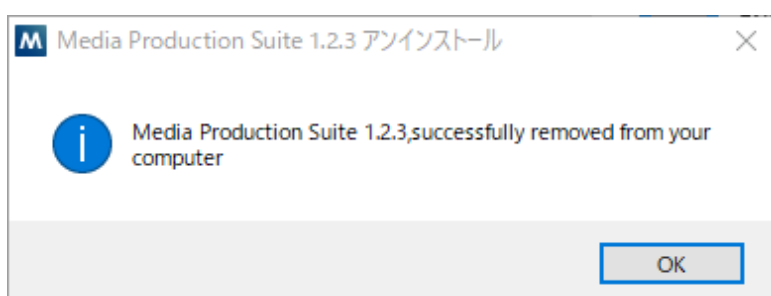 M Media Production Suite 1.2.3 アンインストール
Media Production Suite 1.2.3,successfully removed from your
computer
OK